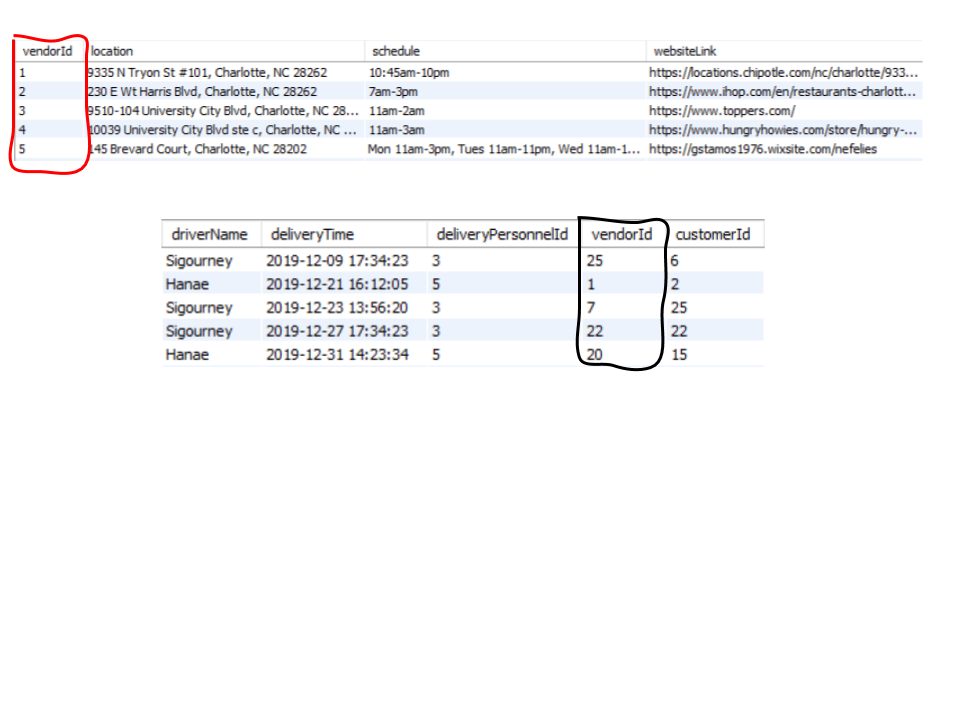 vendorId location schedule websiteLink
1 9335 N Tryon St #101, Charlotte, NC 28262 10:45am-10pm https://locations.chipotle.com/nc/charlotte/933...
2 230 E Wt Harris Blvd, Charlotte, NC 28262 7am-3pm https://www.ihop.com/en/restaurants-charlott...
3 9510-104 University City Blvd, Charlotte, NC 28... 11am-2am https://www.toppers.com/
4 10039 University City Blvd ste c, Charlotte, NC ... 11am-3am https://www.hungryhowies.com/store/hungry-...
5 145 Brevard Court, Charlotte, NC 28202 Mon 11am-3pm, Tues 11am-11pm, Wed 11am-1... https://gstamos1976.wixsite.com/nefelies
driverName deliveryTime deliveryPersonnelId vendorId customerId
Sigourney 2019-12-09 17:34:23 3 25 6
Hanae 2019-12-21 16:12:05 5 1 2
Sigourney 2019-12-23 13:56:20 3 7 25
Sigourney 2019-12-27 17:34:23 3 22 22
Hanae 2019-12-31 14:23:34 5 20 15